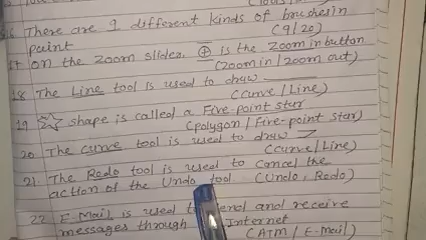 16 There are 9 different kinds of brushes in
paint (9/20)
17 on the Zoom slider, ⊕ is the Zoom in button
(Zoom in / Zoom out)
18 The Line tool is used to draw
(Curve / Line)
19 shape is called a Five-point star
(polygon / Five-point star)
20 The curve tool is used to draw
(curve / Line)
21. The Redo tool is used to cancel the
action of the Undo tool. (Undo, Redo)
22 E-Mail is used to send and receive
messages through Internet
(ATM / E-Mail)